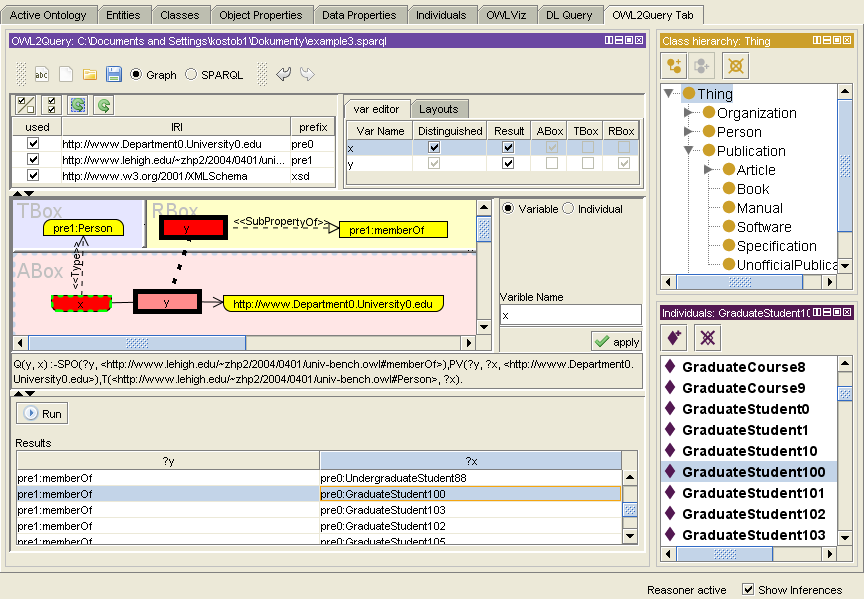 Active Ontology Entities Classes Object Properties Data Properties Individuals OWLViz DL Query OWL2Query Tab
OWL2Query: C:\Documents and Settings\kostob1\Dokumenty\example3.sparql
abc Graph SPARQL
used IRI prefix
http://www.Department0.University0.edu pre0
http://www.lehigh.edu/~zhp2/2004/0401/uni... pre1
http://www.w3.org/2001/XMLSchema xsd
var editor Layouts
Var Name Distinguished Result ABox TBox RBox
x
y
TBox RBox
pre1:Person y <<SubPropertyOf>> pre1:memberOf
<<Type>>
ABox
x y http://www.Department0.University0.edu
Variable Individual
Varible Name
x
apply
Q(y, x) :-SPO(?y, <http://www.lehigh.edu/~zhp2/2004/0401/univ-bench.owl#memberOf>),PV(?y, ?x, <http://www.Department0.
University0.edu>),T(<http://www.lehigh.edu/~zhp2/2004/0401/univ-bench.owl#Person>, ?x).
Run
Results
?y ?x
pre1:memberOf pre0:UndergraduateStudent88
pre1:memberOf pre0:GraduateStudent100
pre1:memberOf pre0:GraduateStudent103
pre1:memberOf pre0:GraduateStudent102
pre1:memberOf pre0:GraduateStudent105
Class hierarchy: Thing
Thing
Organization
Person
Publication
Article
Book
Manual
Software
Specification
UnofficialPublica
Individuals: GraduateStudent10
GraduateCourse8
GraduateCourse9
GraduateStudent0
GraduateStudent1
GraduateStudent10
GraduateStudent100
GraduateStudent101
GraduateStudent102
GraduateStudent103
Reasoner active Show Inferences